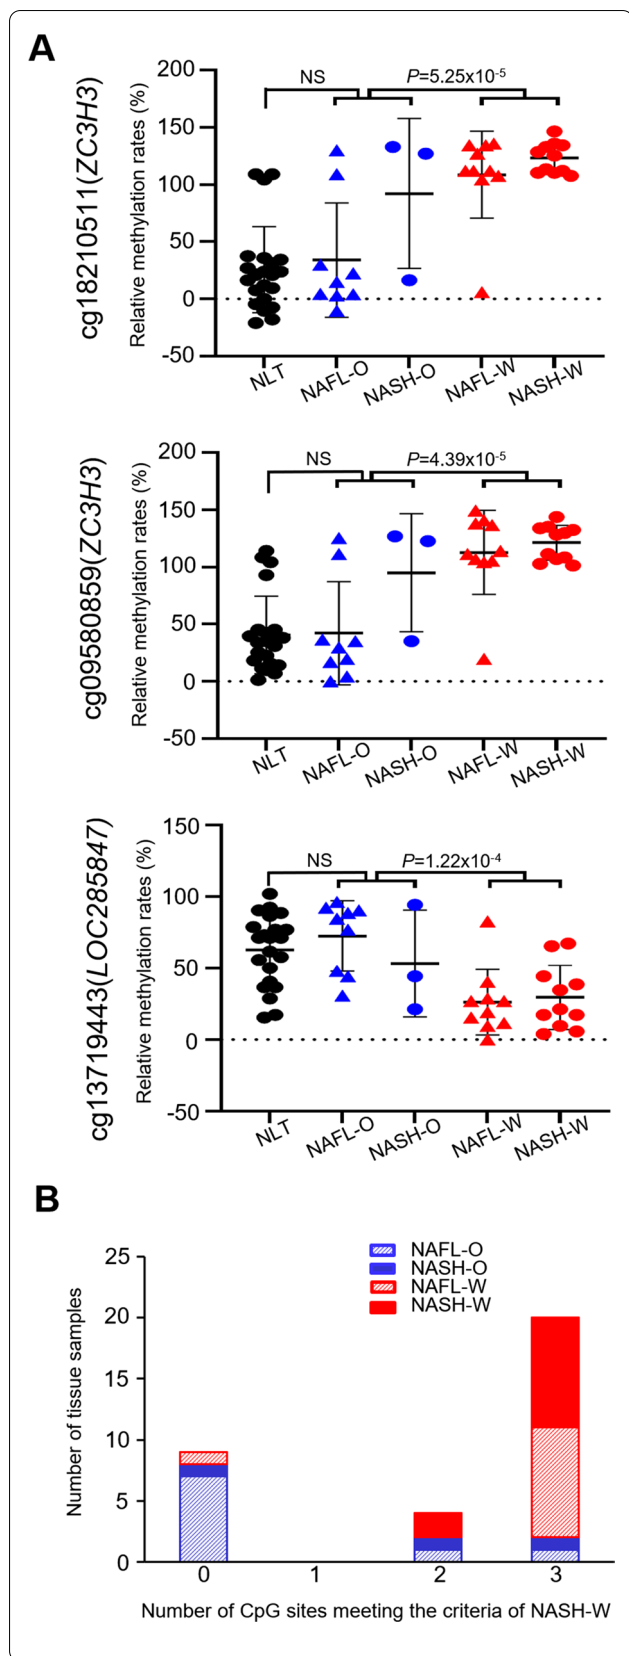 A
cg18210511(ZC3H3)
Relative methylation rates (%)
200
150
100
50
0
-50
NS
P=5.25x10⁻⁵
NLT
NAFL-O
NASH-O
NAFL-W
NASH-W
cg09580859(ZC3H3)
Relative methylation rates (%)
200
150
100
50
0
-50
NS
P=4.39x10⁻⁵
NLT
NAFL-O
NASH-O
NAFL-W
NASH-W
cg13719443(LOC285847)
Relative methylation rates (%)
150
100
50
0
-50
NS
P=1.22x10⁻⁴
NLT
NAFL-O
NASH-O
NAFL-W
NASH-W
B
Number of tissue samples
25
20
15
10
5
0
NAFL-O
NASH-O
NAFL-W
NASH-W
0 1 2 3
Number of CpG sites meeting the criteria of NASH-W